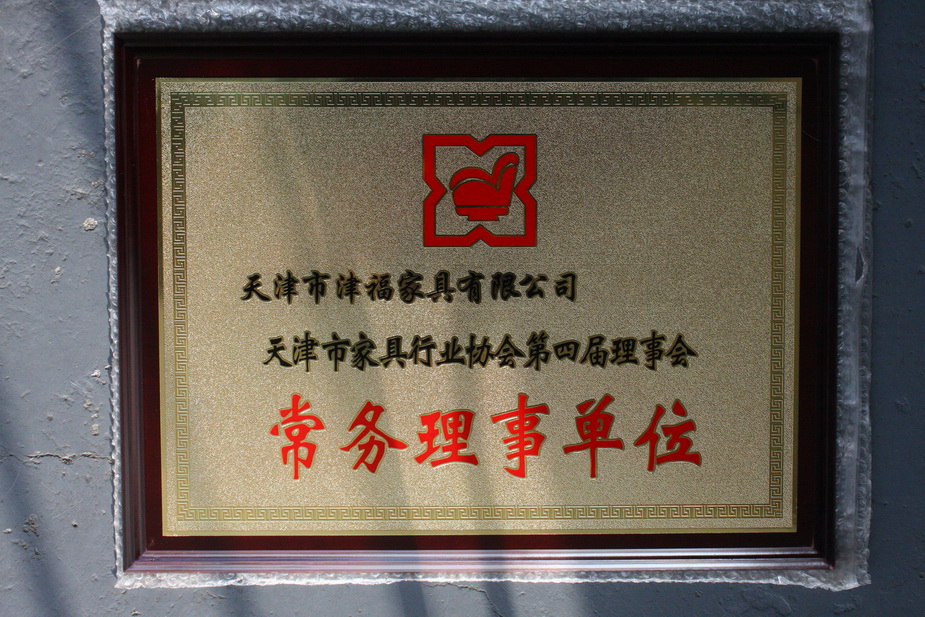 天津市津福家具有限公司
天津市家具行业协会第四届理事会
常务理事单位